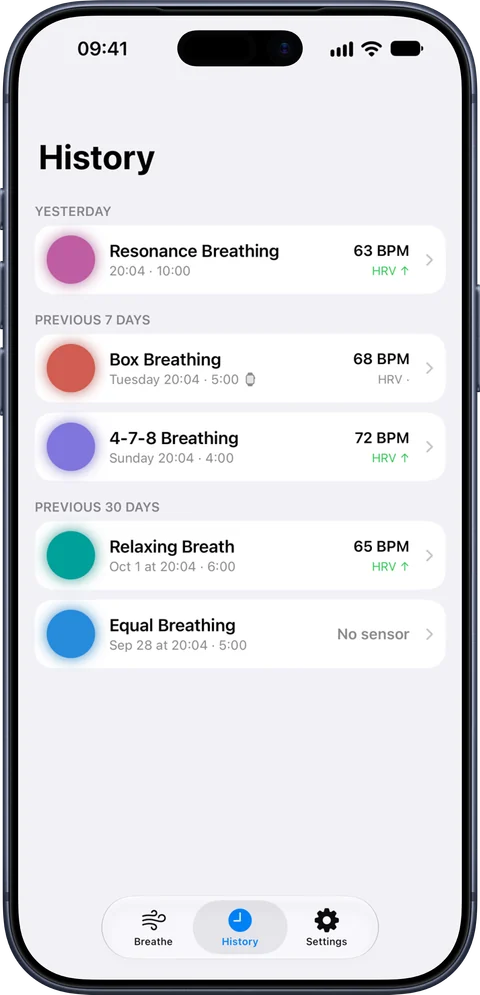 09:41
History
YESTERDAY
Resonance Breathing
63 BPM
20:04 · 10:00
HRV ↑
PREVIOUS 7 DAYS
Box Breathing
68 BPM
Tuesday 20:04 · 5:00
HRV ·
4-7-8 Breathing
72 BPM
Sunday 20:04 · 4:00
HRV ↑
PREVIOUS 30 DAYS
Relaxing Breath
65 BPM
Oct 1 at 20:04 · 6:00
HRV ↑
Equal Breathing
No sensor
Sep 28 at 20:04 · 5:00
Breathe
History
Settings